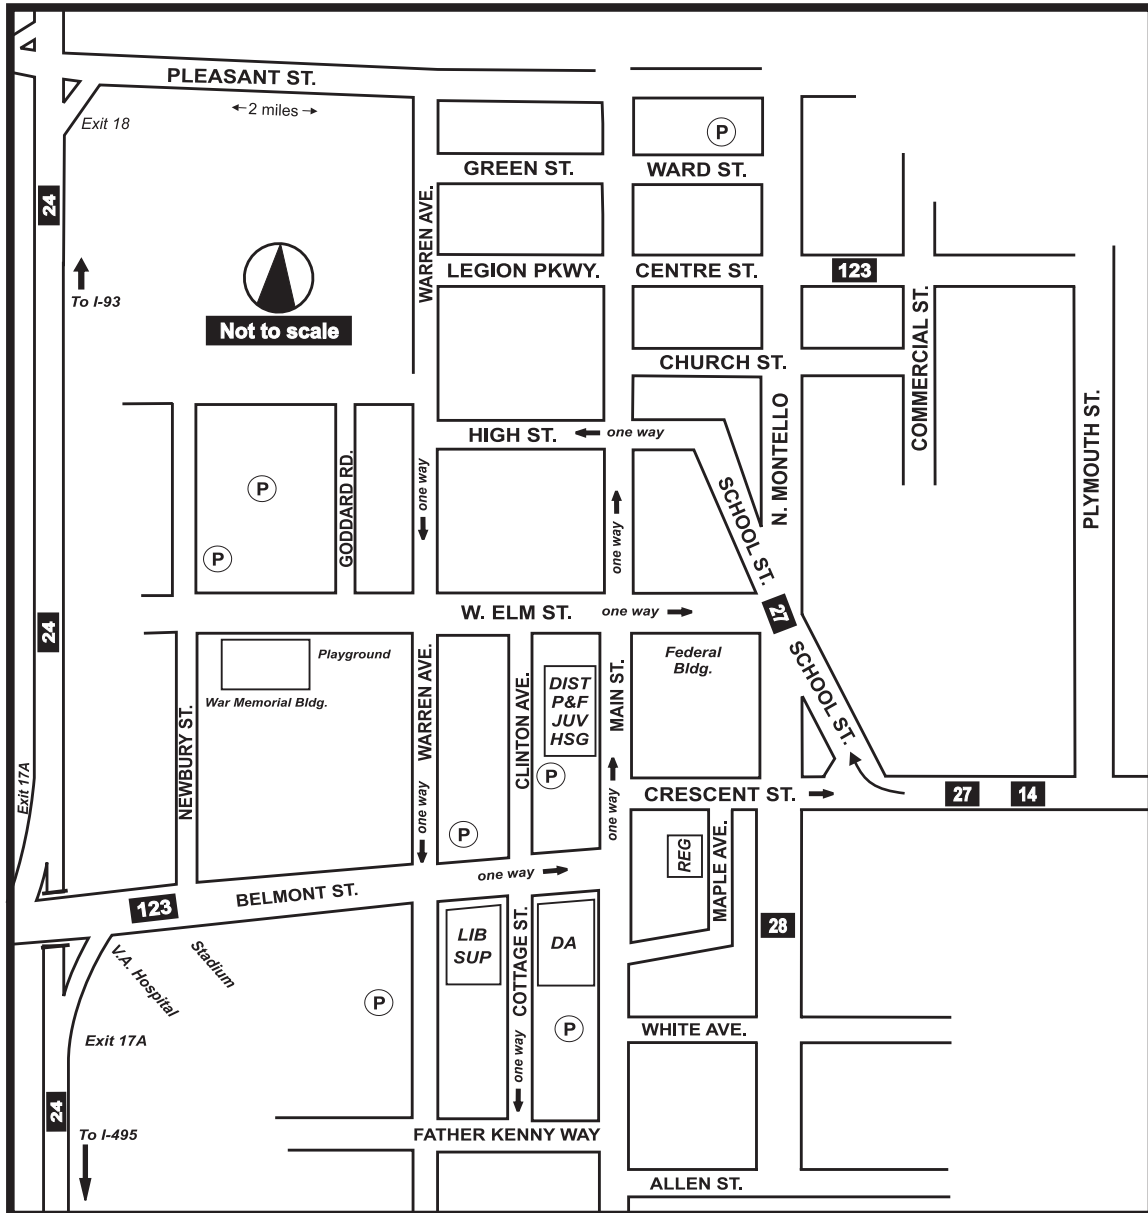 PLEASANT ST.
2 miles
Exit 18
P
GREEN ST.
WARD ST.
24
WARREN AVE.
LEGION PKWY.
CENTRE ST.
123
To I-93
Not to scale
COMMERCIAL ST.
CHURCH ST.
N. MONTELLO
PLYMOUTH ST.
HIGH ST.
one way
GODDARD RD.
P
one way
one way
SCHOOL ST.
P
W. ELM ST.
one way
27
24
Playground
War Memorial Bldg.
WARREN AVE.
CLINTON AVE.
DIST
P&F
JUV
HSG
MAIN ST.
Federal
Bldg.
SCHOOL ST.
NEWBURY ST.
Exit 17A
P
CRESCENT ST.
27
14
one way
one way
P
REG
MAPLE AVE.
one way
BELMONT ST.
123
28
LIB
SUP
COTTAGE ST.
DA
V.A. Hospital
Stadium
P
P
WHITE AVE.
Exit 17A
one way
24
To I-495
FATHER KENNY WAY
ALLEN ST.